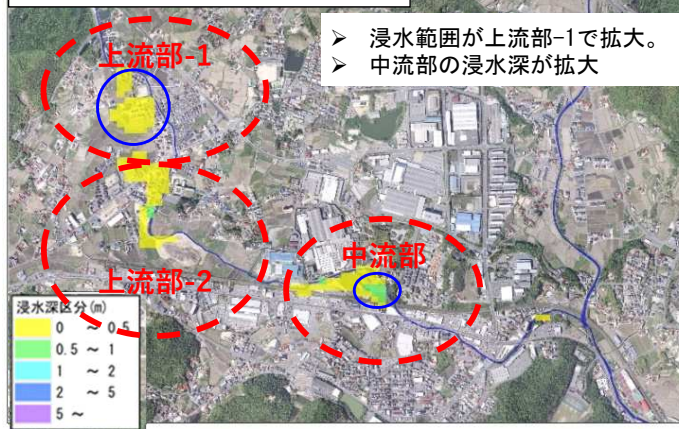 ➢ 浸水範囲が上流部-1で拡大。
➢ 中流部の浸水深が拡大
上流部-1
上流部-2
中流部
浸水深区分(m)
0 ～ 0.5
0.5 ～ 1
1 ～ 2
2 ～ 5
5 ～